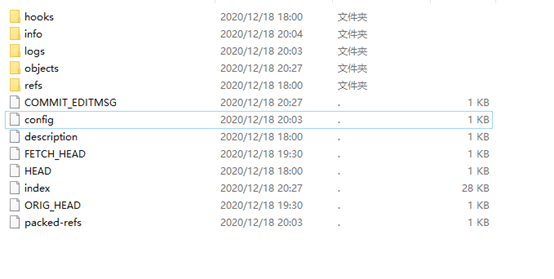 hooks 2020/12/18 18:00 文件夹
info 2020/12/18 20:04 文件夹
logs 2020/12/18 20:03 文件夹
objects 2020/12/18 20:27 文件夹
refs 2020/12/18 18:00 文件夹
COMMIT_EDITMSG 2020/12/18 20:27 . 1 KB
config 2020/12/18 20:03 . 1 KB
description 2020/12/18 18:00 . 1 KB
FETCH_HEAD 2020/12/18 19:30 . 1 KB
HEAD 2020/12/18 18:00 . 1 KB
index 2020/12/18 20:27 . 28 KB
ORIG_HEAD 2020/12/18 19:30 . 1 KB
packed-refs 2020/12/18 20:03 . 1 KB